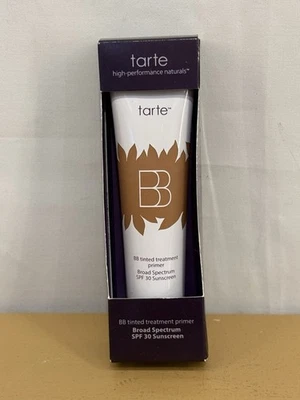 tarte
high-performance naturals™
tarte™
BB
BB tinted treatment
primer
Broad Spectrum
SPF 30 Sunscreen
BB tinted treatment primer
Broad Spectrum
SPF 30 Sunscreen